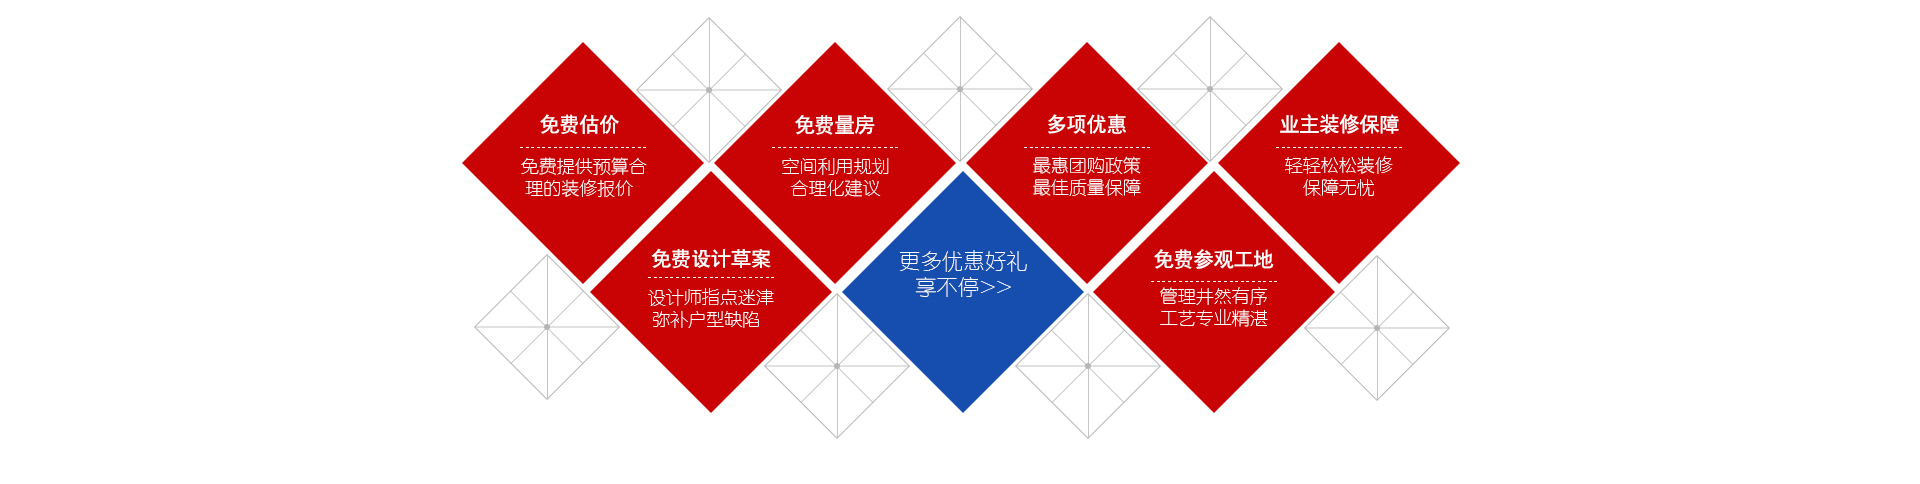 免费估价
免费提供预算合
理的装修报价
免费量房
空间利用规划
合理化建议
多项优惠
最惠团购政策
最佳质量保障
业主装修保障
轻轻松松装修
保障无忧
免费设计草案
设计师指点迷津
弥补户型缺陷
更多优惠好礼
享不停>>
免费参观工地
管理井然有序
工艺专业精湛